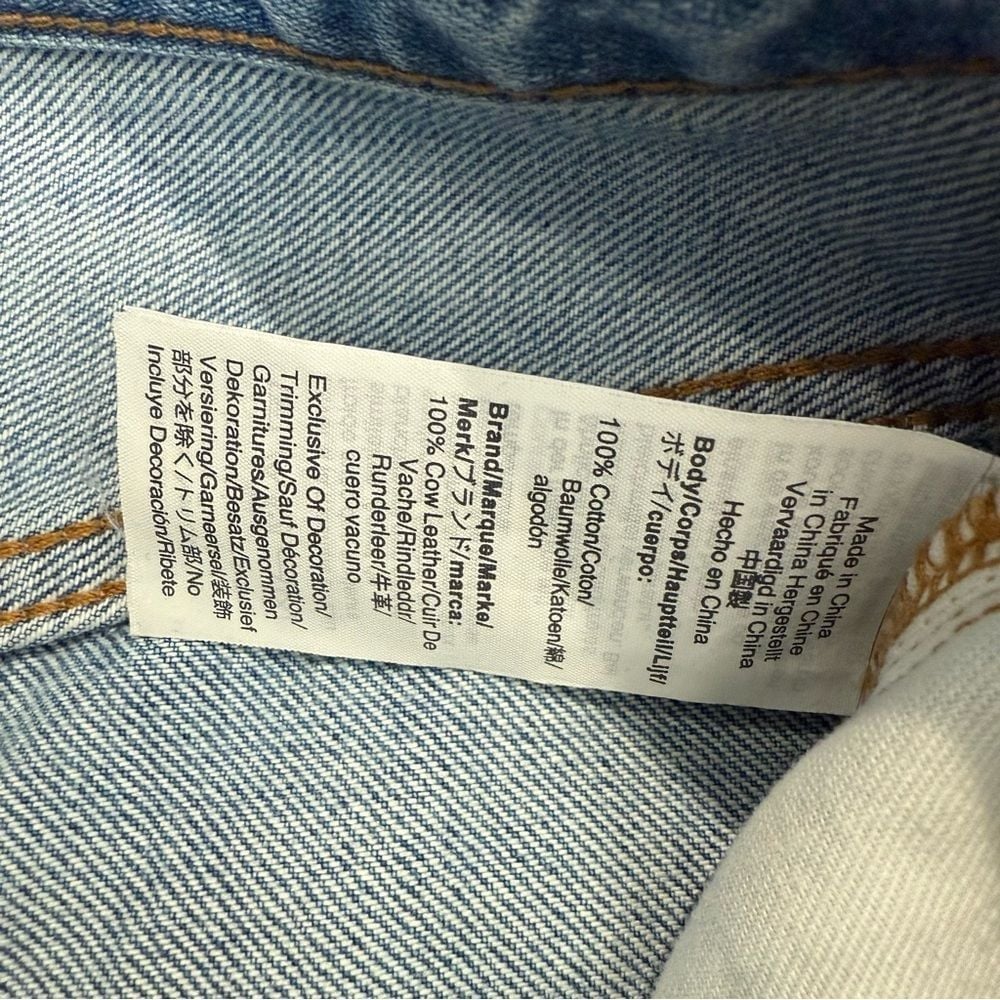 Made in China
Fabriqué en Chine
in China Hergestellt
Vervaardigd in China
中國製
Hecho en China
Body/Corps/Hauptteil/Lijf/
ボディ/cuerpo:
100% Cotton/Coton/
Baumwolle/Katoen/綿/
algodón
Brand/Marque/Marke/
Merk/ブランド/marca:
100% Cow Leather/Cuir De
Vache/Rindleder/
Runderleer/牛革/
cuero vacuno
Exclusive Of Decoration/
Trimming/Sauf Décoration/
Garnitures/Ausgenommen
Dekoration/Besatz/Exclusief
Versiering/Garneersel/装飾
部分を除く/トリム部/No
Incluye Decoración/Ribete